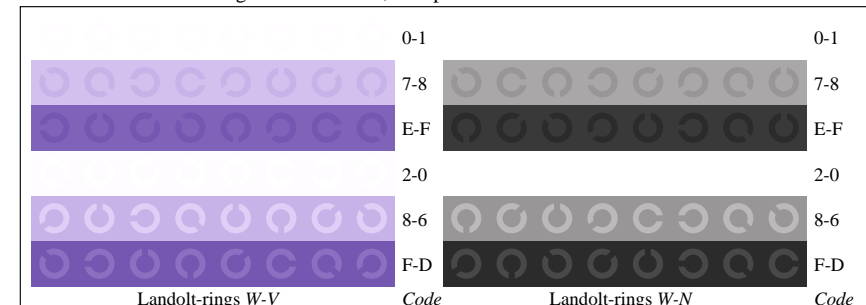 0-1 0-1
7-8 7-8
E-F E-F
2-0 2-0
8-6 8-6
F-D F-D
Landolt-rings W-V Code Landolt-rings W-N Code